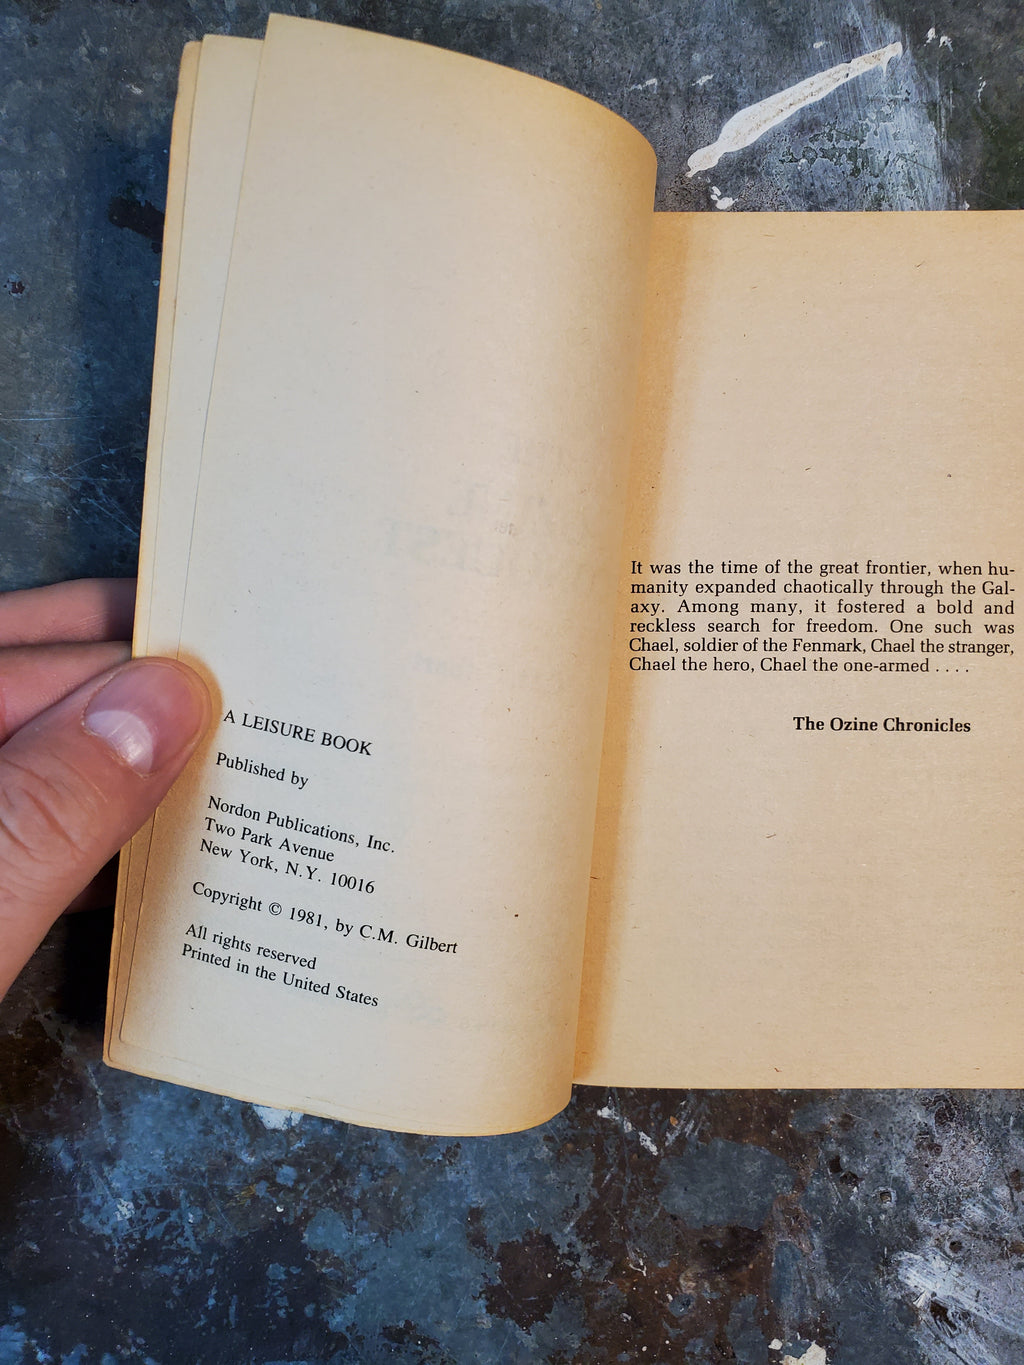 A LEISURE BOOK
Published by
Nordon Publications, Inc.
Two Park Avenue
New York, N.Y. 10016
Copyright © 1981, by C.M. Gilbert
All rights reserved
Printed in the United States
It was the time of the great frontier, when hu-
manity expanded chaotically through the Gal-
axy. Among many, it fostered a bold and
reckless search for freedom. One such was
Chael, soldier of the Fenmark, Chael the stranger,
Chael the hero, Chael the one-armed . . . .
The Ozine Chronicles